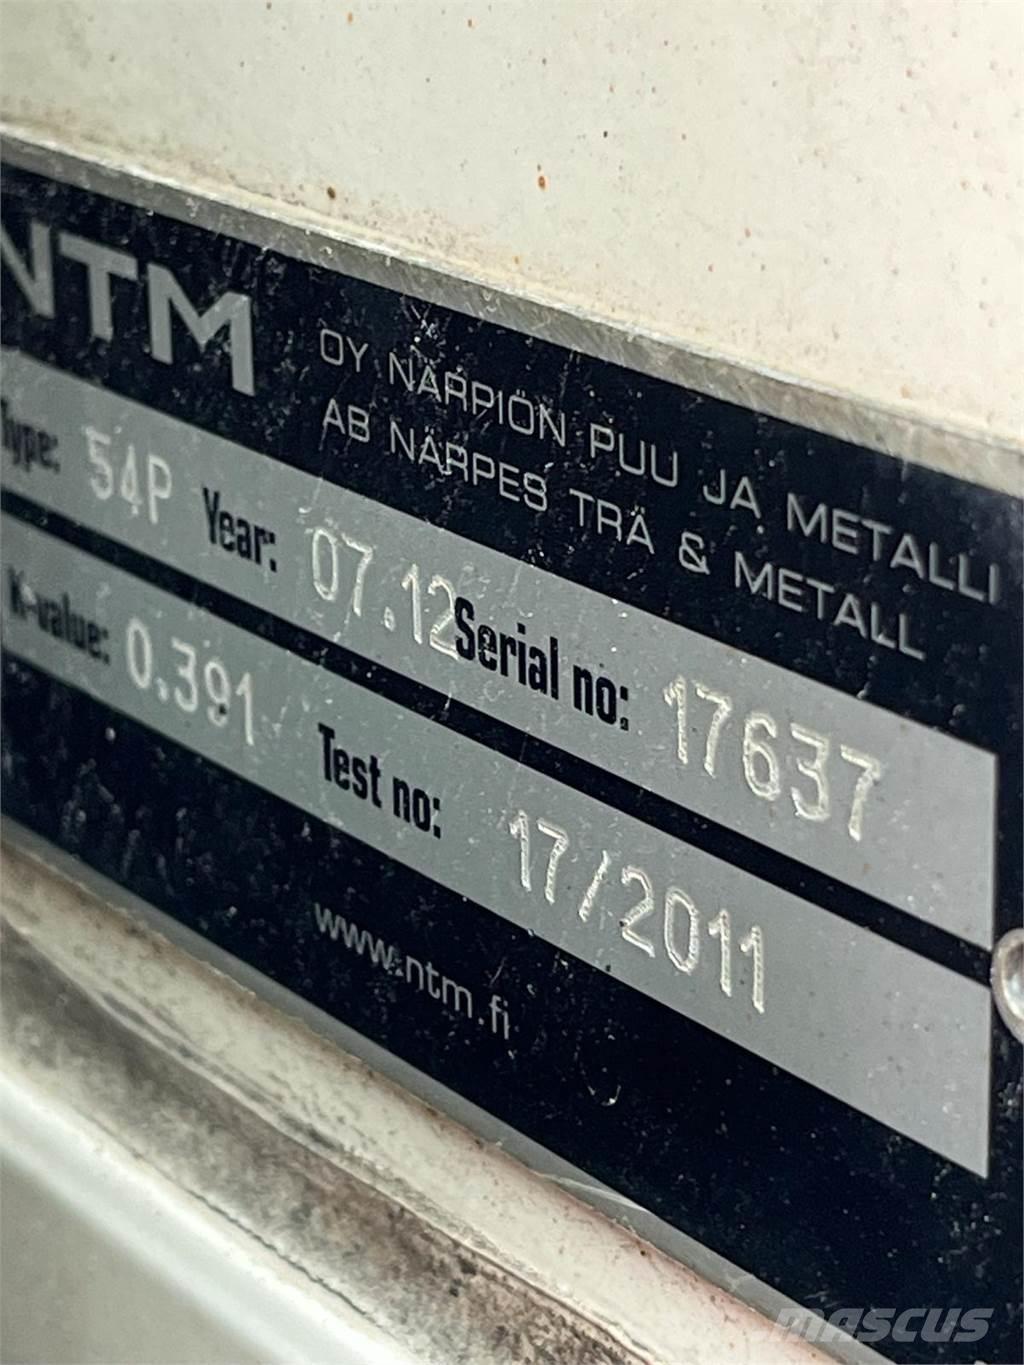 NTM
OY NÄRPIÖN PUU JA METALLI
AB NÄRPES TRÄ & METALL
Type: 54P Year: 07.12 Serial no: 17637
K-value: 0.391 Test no: 17/2011
www.ntm.fi
MASCUS